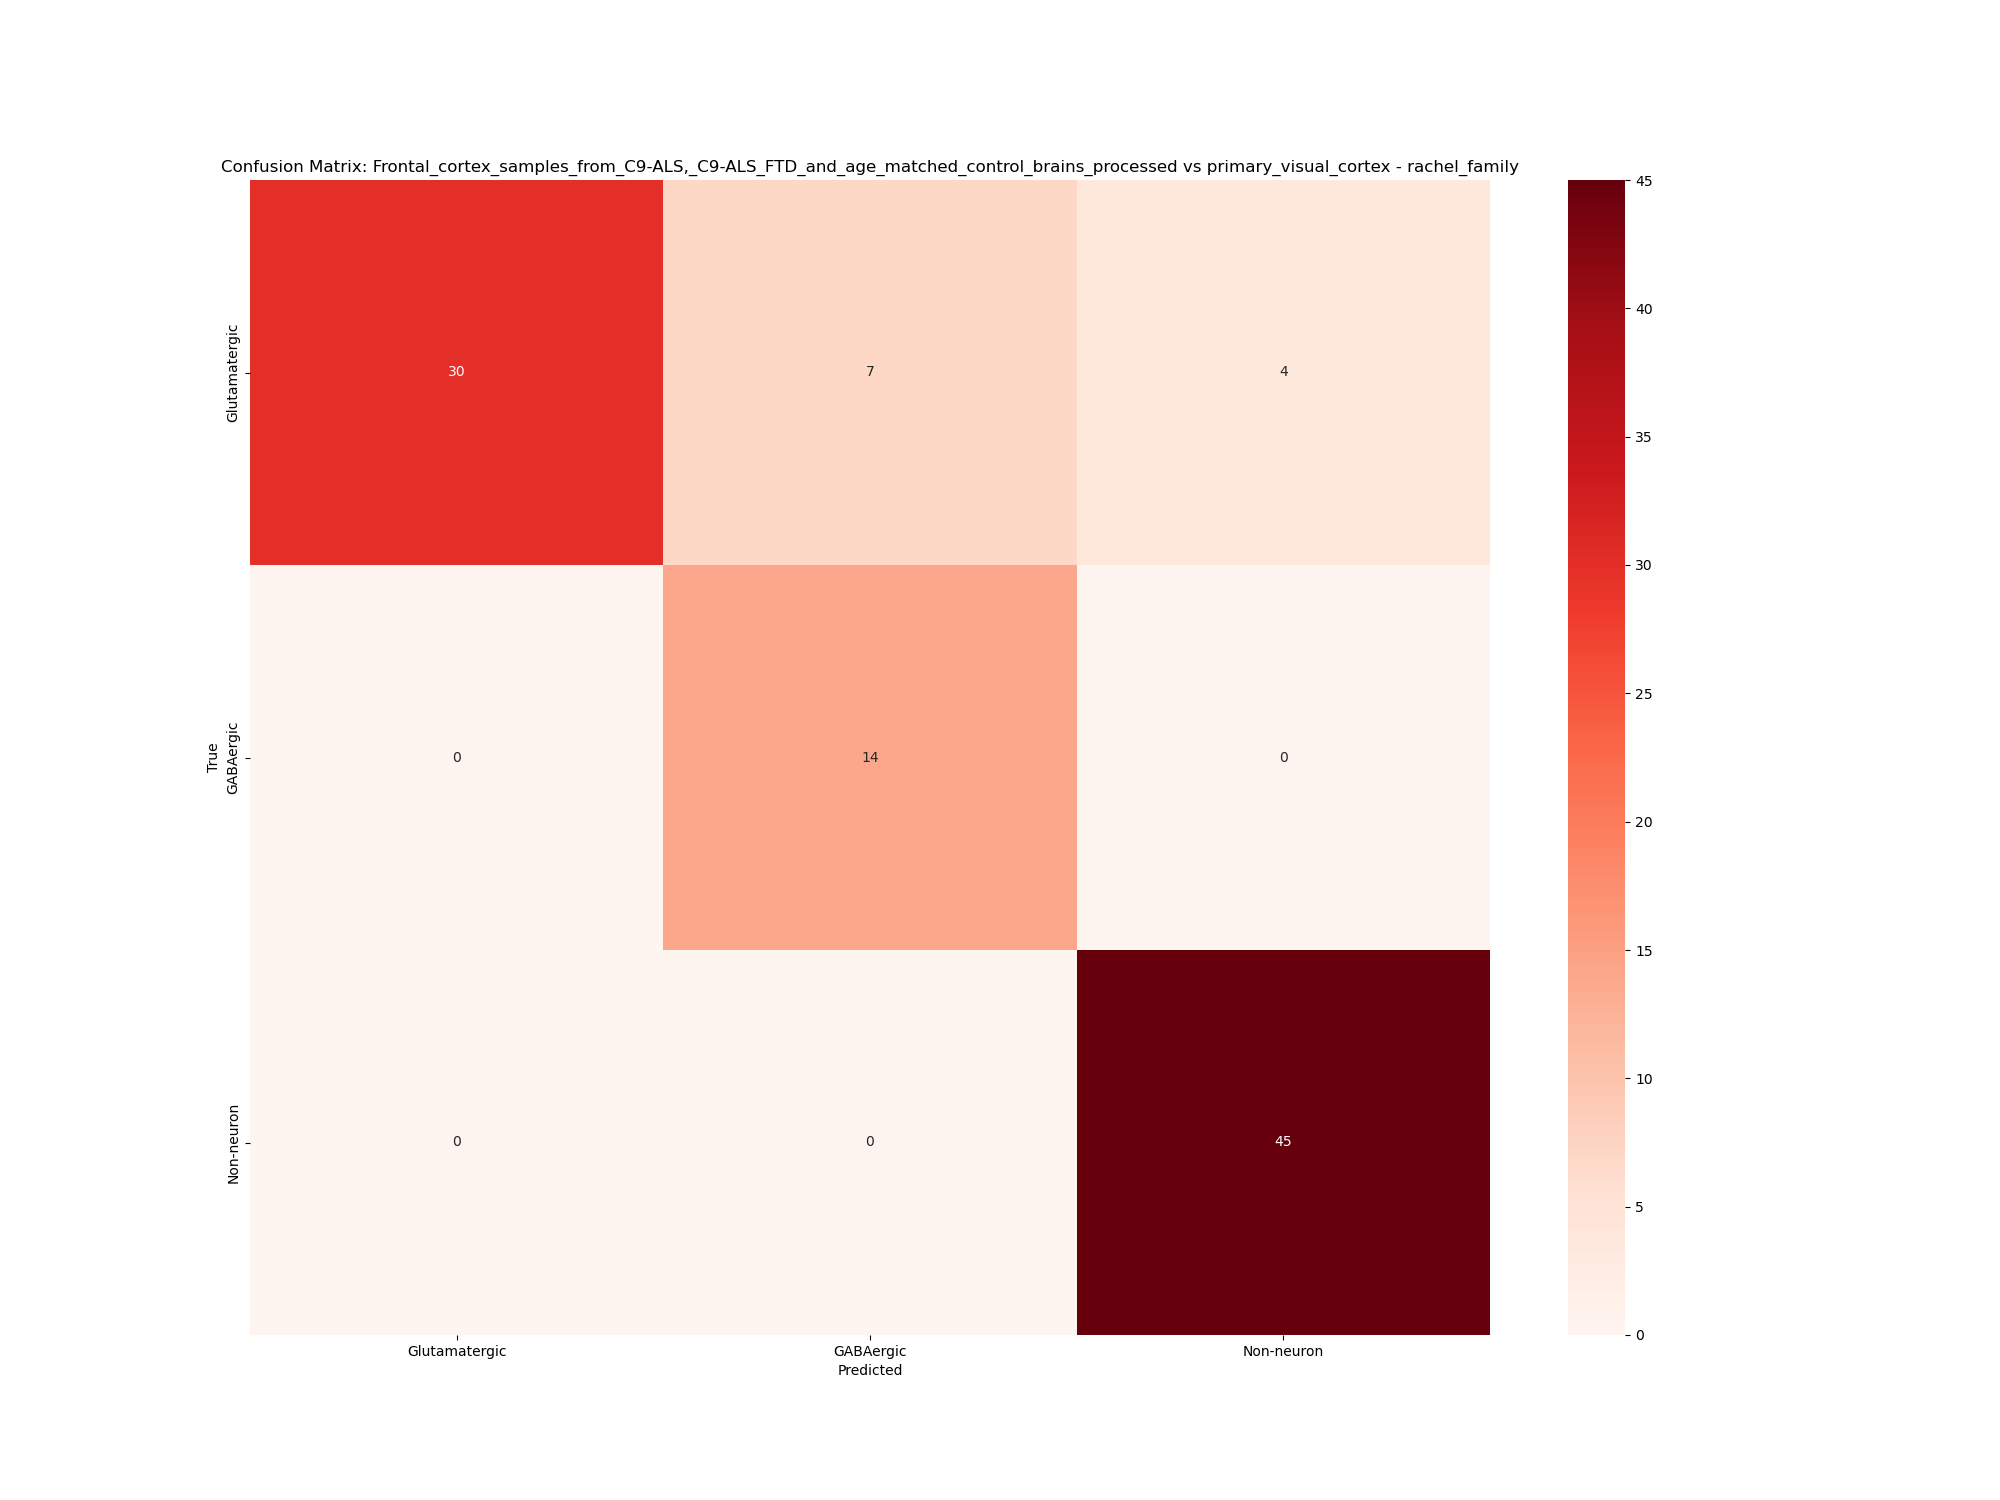 Confusion Matrix: Frontal_cortex_samples_from_C9-ALS,_C9-ALS_FTD_and_age_matched_control_brains_processed vs primary_visual_cortex - rachel_family
True
Glutamatergic
30
7
4
GABAergic
0
14
0
Non-neuron
0
0
45
Glutamatergic
GABAergic
Non-neuron
Predicted
45
40
35
30
25
20
15
10
5
0